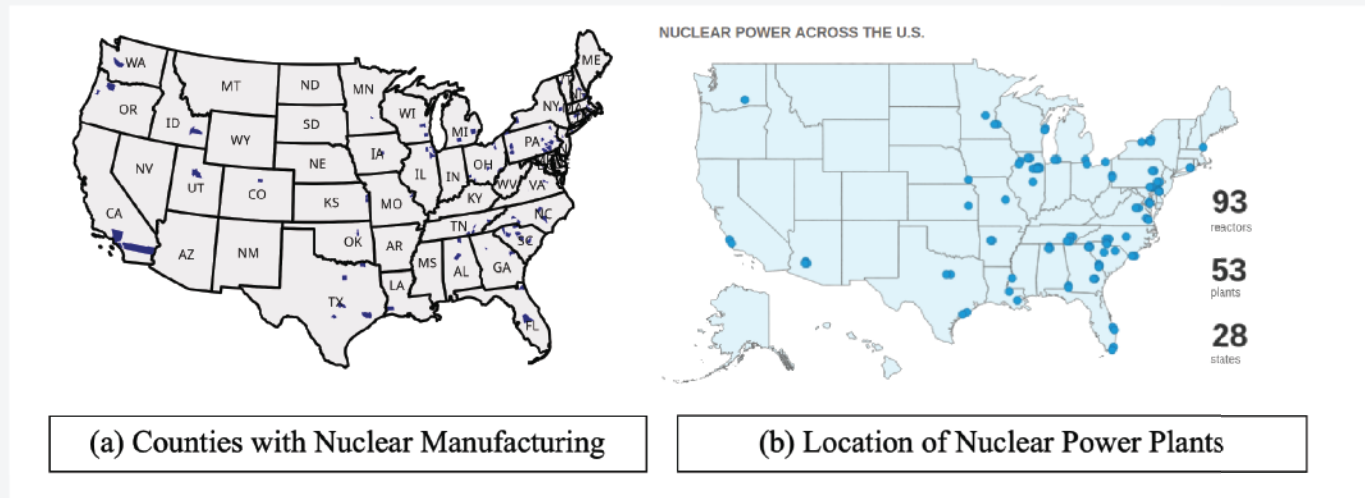 NUCLEAR POWER ACROSS THE U.S.
WA
MT
ND
MN
ME
OR
ID
SD
WI
MI
NY
WY
IA
PA
NE
NV
UT
CO
IL
IN
OH
WV
VA
CA
KS
MO
KY
AZ
NM
OK
AR
TN
NC
SC
MS
AL
GA
TX
LA
FL
93
reactors
53
plants
28
states
(a) Counties with Nuclear Manufacturing
(b) Location of Nuclear Power Plants